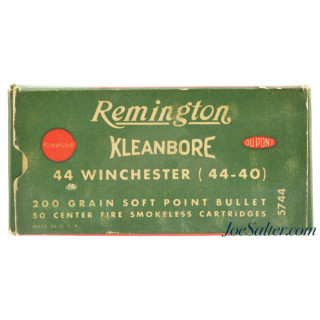 Remington
REMINGTON
KLEANBORE
DUPONT
44 WINCHESTER (44-40)
200 GRAIN SOFT POINT BULLET
50 CENTER FIRE SMOKELESS CARTRIDGES
5744
MADE IN U.S.A.
JoeSalter.com